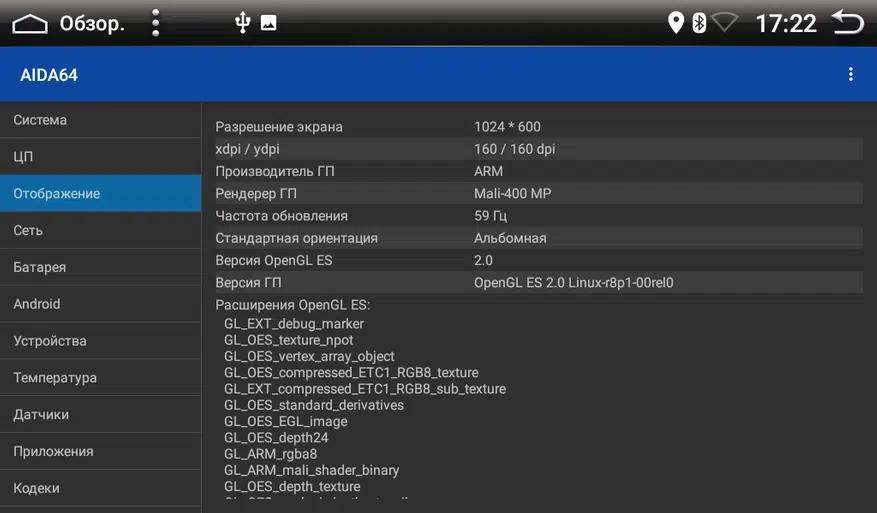 Обзор.
17:22
AIDA64
Система
ЦП
Отображение
Сеть
Батарея
Android
Устройства
Температура
Датчики
Приложения
Кодеки
Разрешение экрана 1024 * 600
xdpi / ydpi 160 / 160 dpi
Производитель ГП ARM
Рендерер ГП Mali-400 MP
Частота обновления 59 Гц
Стандартная ориентация Альбомная
Версия OpenGL ES 2.0
Версия ГП OpenGL ES 2.0 Linux-r8p1-00rel0
Расширения OpenGL ES:
GL_EXT_debug_marker
GL_OES_texture_npot
GL_OES_vertex_array_object
GL_OES_compressed_ETC1_RGB8_texture
GL_EXT_compressed_ETC1_RGB8_sub_texture
GL_OES_standard_derivatives
GL_OES_EGL_image
GL_OES_depth24
GL_ARM_rgba8
GL_ARM_mali_shader_binary
GL_OES_depth_texture